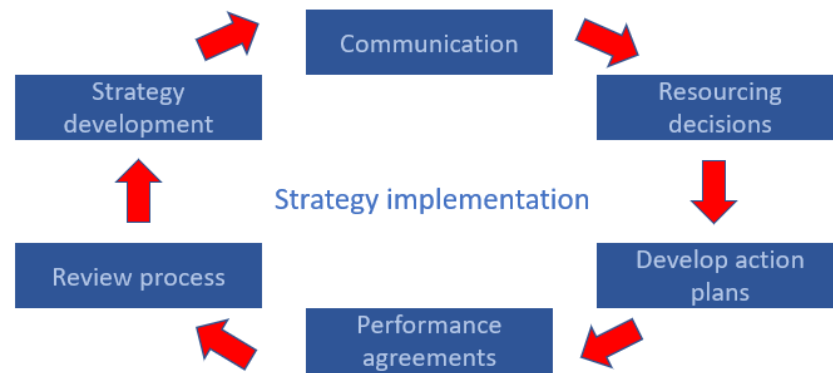 Communication
Strategy
development
Resourcing
decisions
Strategy implementation
Review process
Develop action
plans
Performance
agreements